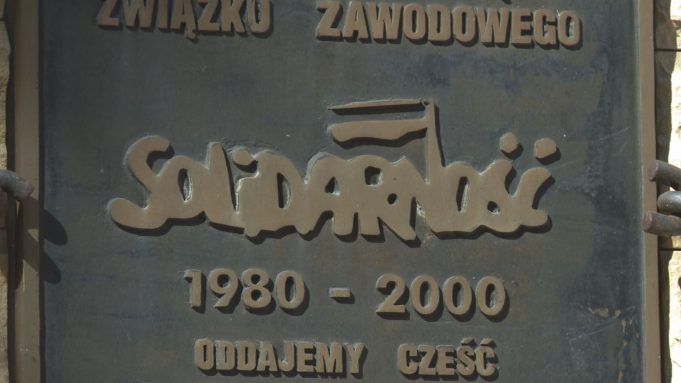 ZWIĄZKU ZAWODOWEGO
SOLIDARNOŚĆ
1980 - 2000
ODDAJEMY CZEŚĆ